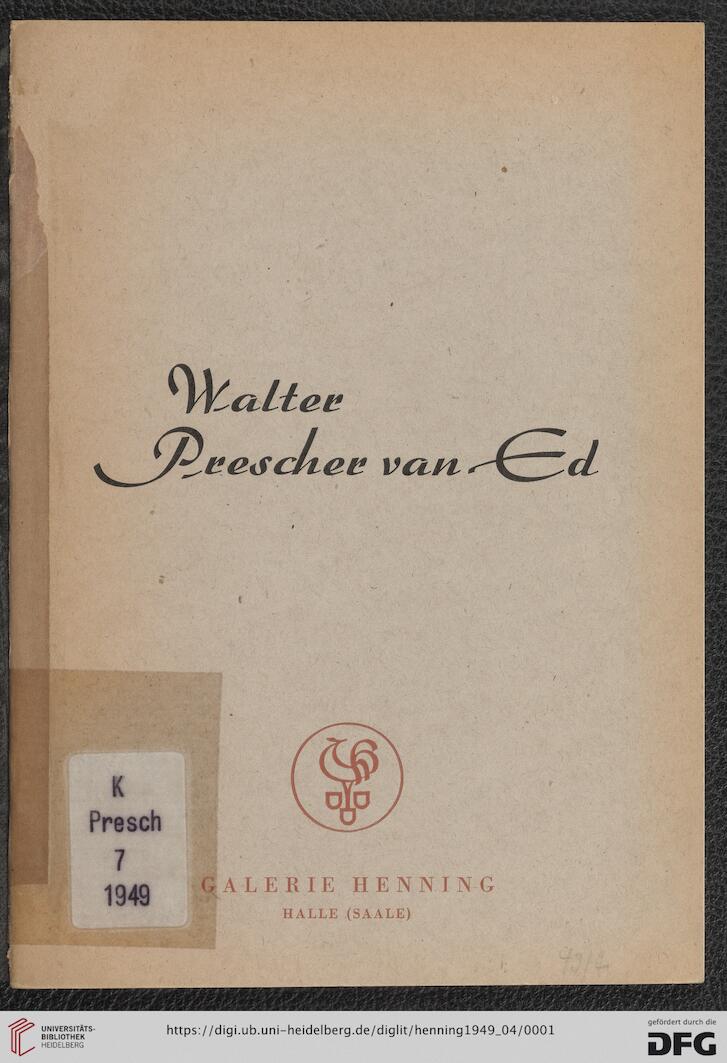 Walter
Prescher van Ed
K
Presch
7
1949
GALERIE HENNING
HALLE (SAALE)
UNIVERSITÄTS-
BIBLIOTHEK
HEIDELBERG
https://digi.ub.uni-heidelberg.de/diglit/henning1949_04/0001
gefördert durch die
DFG